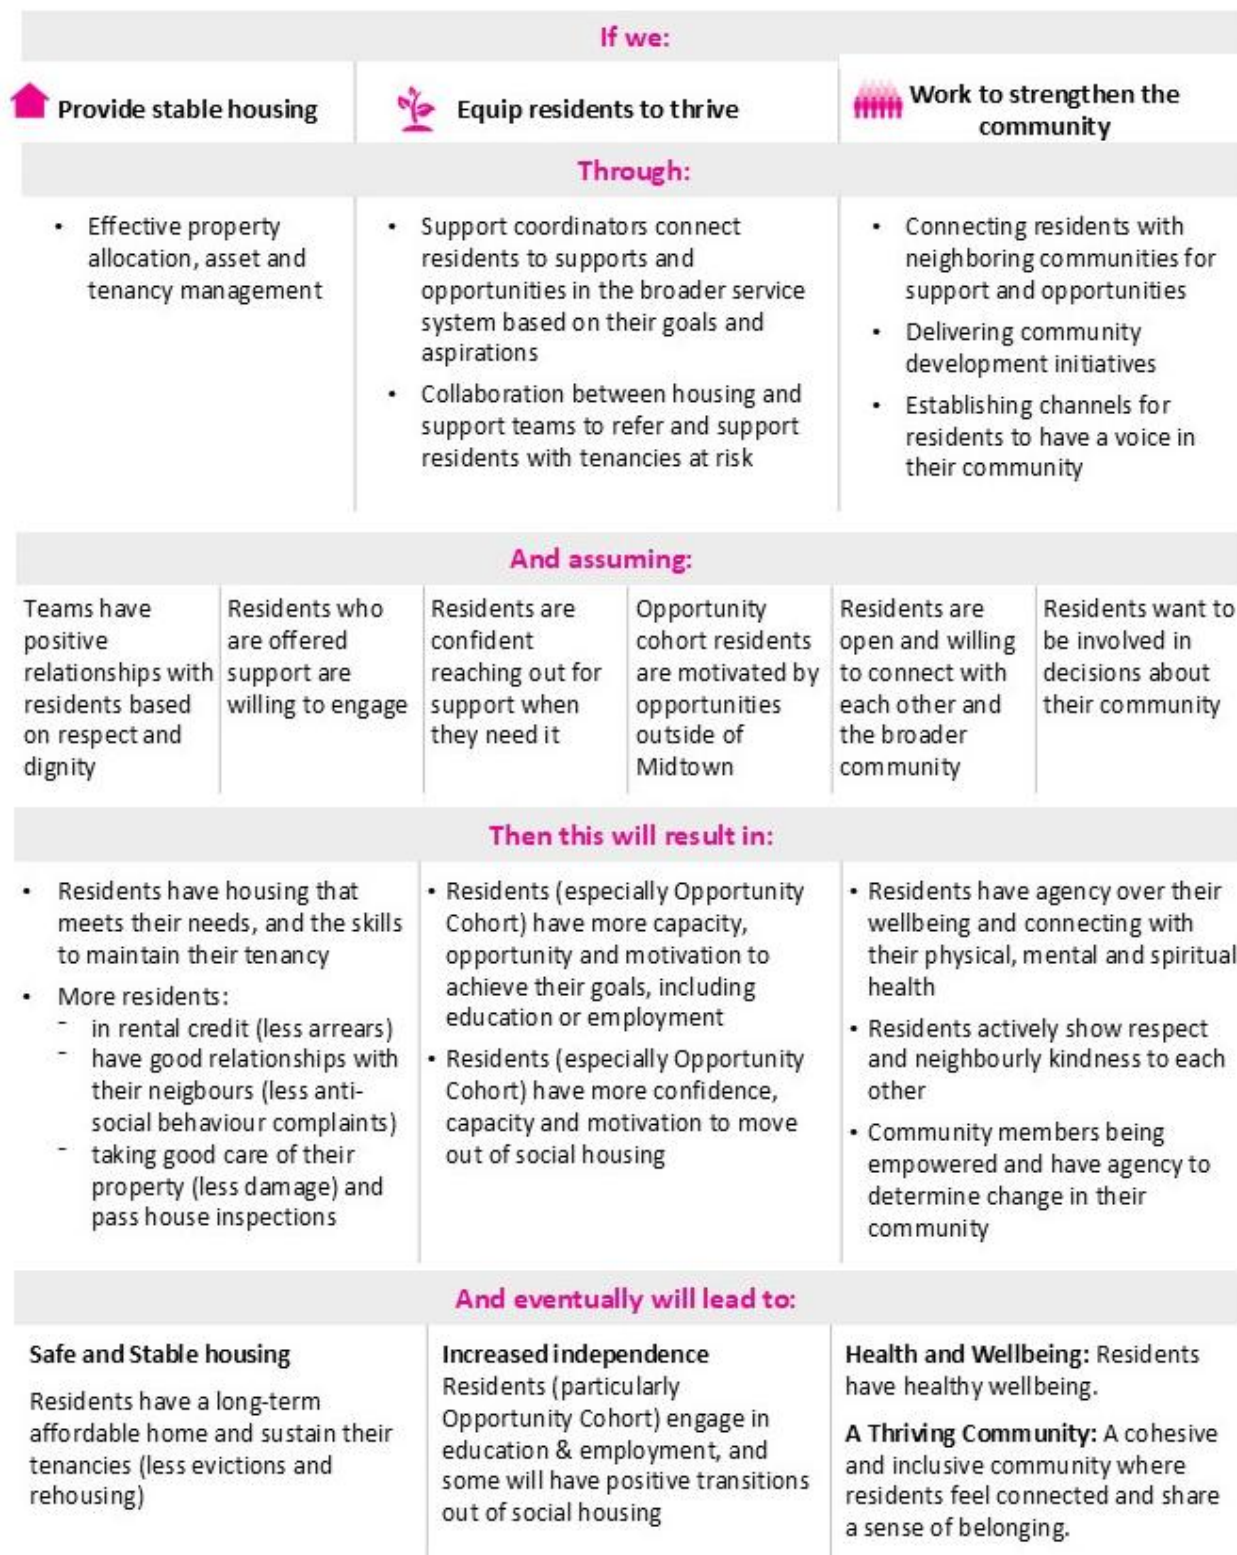 If we:
Provide stable housing
Equip residents to thrive
Work to strengthen the
community
Through:
• Effective property
allocation, asset and
tenancy management
• Support coordinators connect
residents to supports and
opportunities in the broader service
system based on their goals and
aspirations
• Collaboration between housing and
support teams to refer and support
residents with tenancies at risk
• Connecting residents with
neighboring communities for
support and opportunities
• Delivering community
development initiatives
• Establishing channels for
residents to have a voice in
their community
And assuming:
Teams have
positive
relationships with
residents based
on respect and
dignity
Residents who
are offered
support are
willing to engage
Residents are
confident
reaching out for
support when
they need it
Opportunity
cohort residents
are motivated by
opportunities
outside of
Midtown
Residents are
open and willing
to connect with
each other and
the broader
community
Residents want to
be involved in
decisions about
their community
Then this will result in:
• Residents have housing that
meets their needs, and the skills
to maintain their tenancy
• More residents:
- in rental credit (less arrears)
- have good relationships with
their neigbours (less anti-
social behaviour complaints)
- taking good care of their
property (less damage) and
pass house inspections
• Residents (especially Opportunity
Cohort) have more capacity,
opportunity and motivation to
achieve their goals, including
education or employment
• Residents (especially Opportunity
Cohort) have more confidence,
capacity and motivation to move
out of social housing
• Residents have agency over their
wellbeing and connecting with
their physical, mental and spiritual
health
• Residents actively show respect
and neighbourly kindness to each
other
• Community members being
empowered and have agency to
determine change in their
community
And eventually will lead to:
Safe and Stable housing
Residents have a long-term
affordable home and sustain their
tenancies (less evictions and
rehousing)
Increased independence
Residents (particularly
Opportunity Cohort) engage in
education & employment, and
some will have positive transitions
out of social housing
Health and Wellbeing: Residents
have healthy wellbeing.
A Thriving Community: A cohesive
and inclusive community where
residents feel connected and share
a sense of belonging.